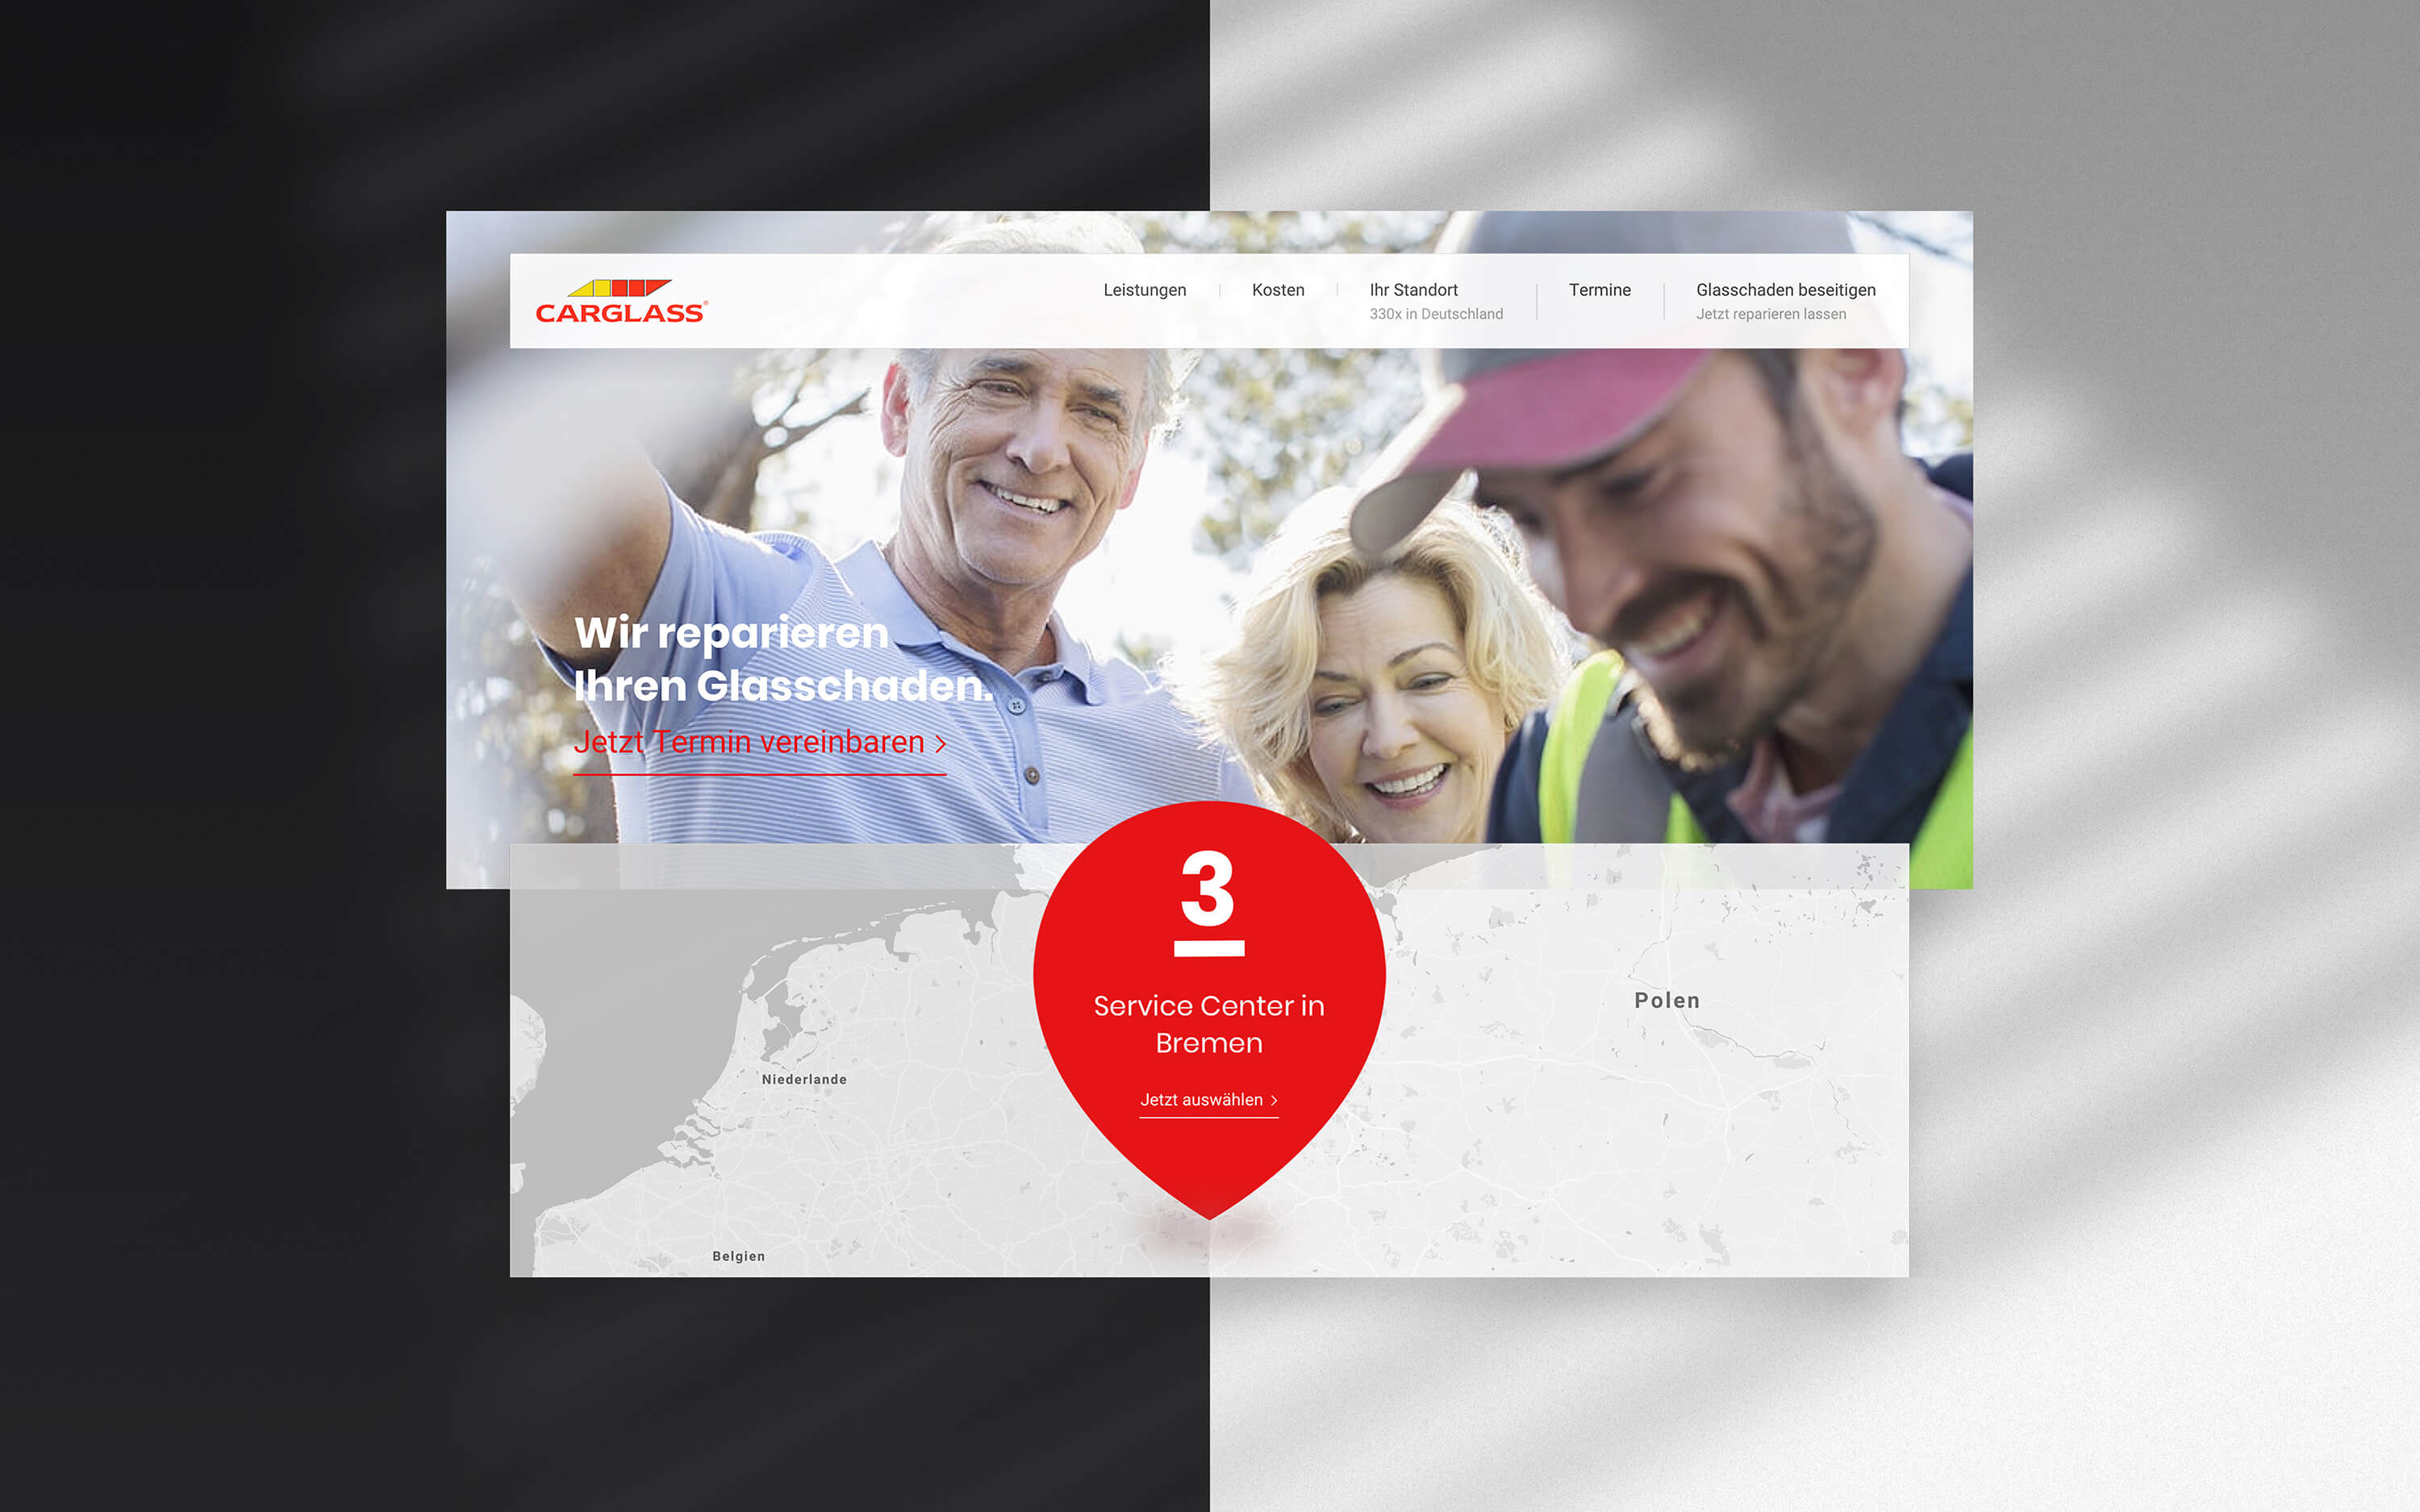 CARGLASS®
Leistungen
Kosten
Ihr Standort
330x in Deutschland
Termine
Glasschaden beseitigen
Jetzt reparieren lassen
Wir reparieren
Ihren Glasschaden.
Jetzt Termin vereinbaren >
3
Service Center in
Bremen
Jetzt auswählen >
Polen
Niederlande
Belgien